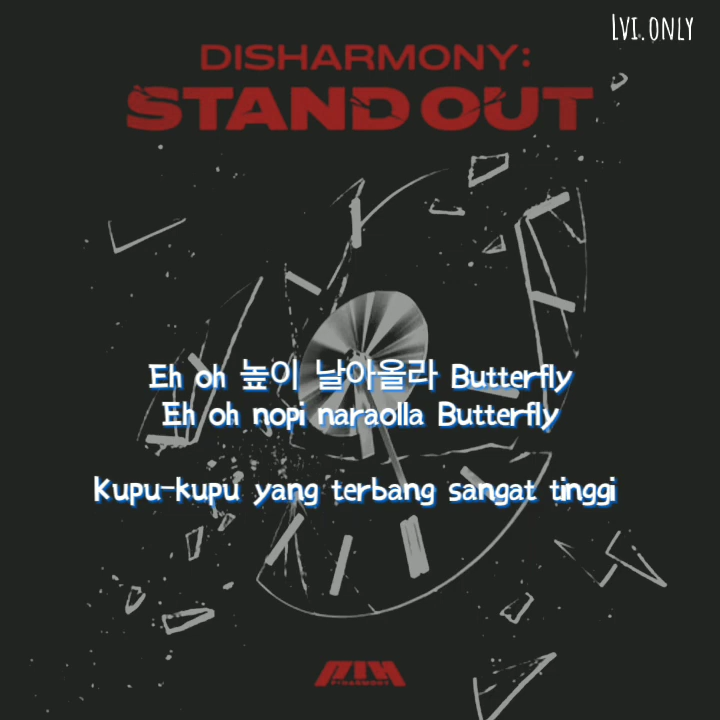 Lvi.only
DISHARMONY:
STAND OUT
Eh oh 높이 날아올라 Butterfly
Eh oh nopi naraolla Butterfly
Kupu-kupu yang terbang sangat tinggi
P1H
P1HARMONY